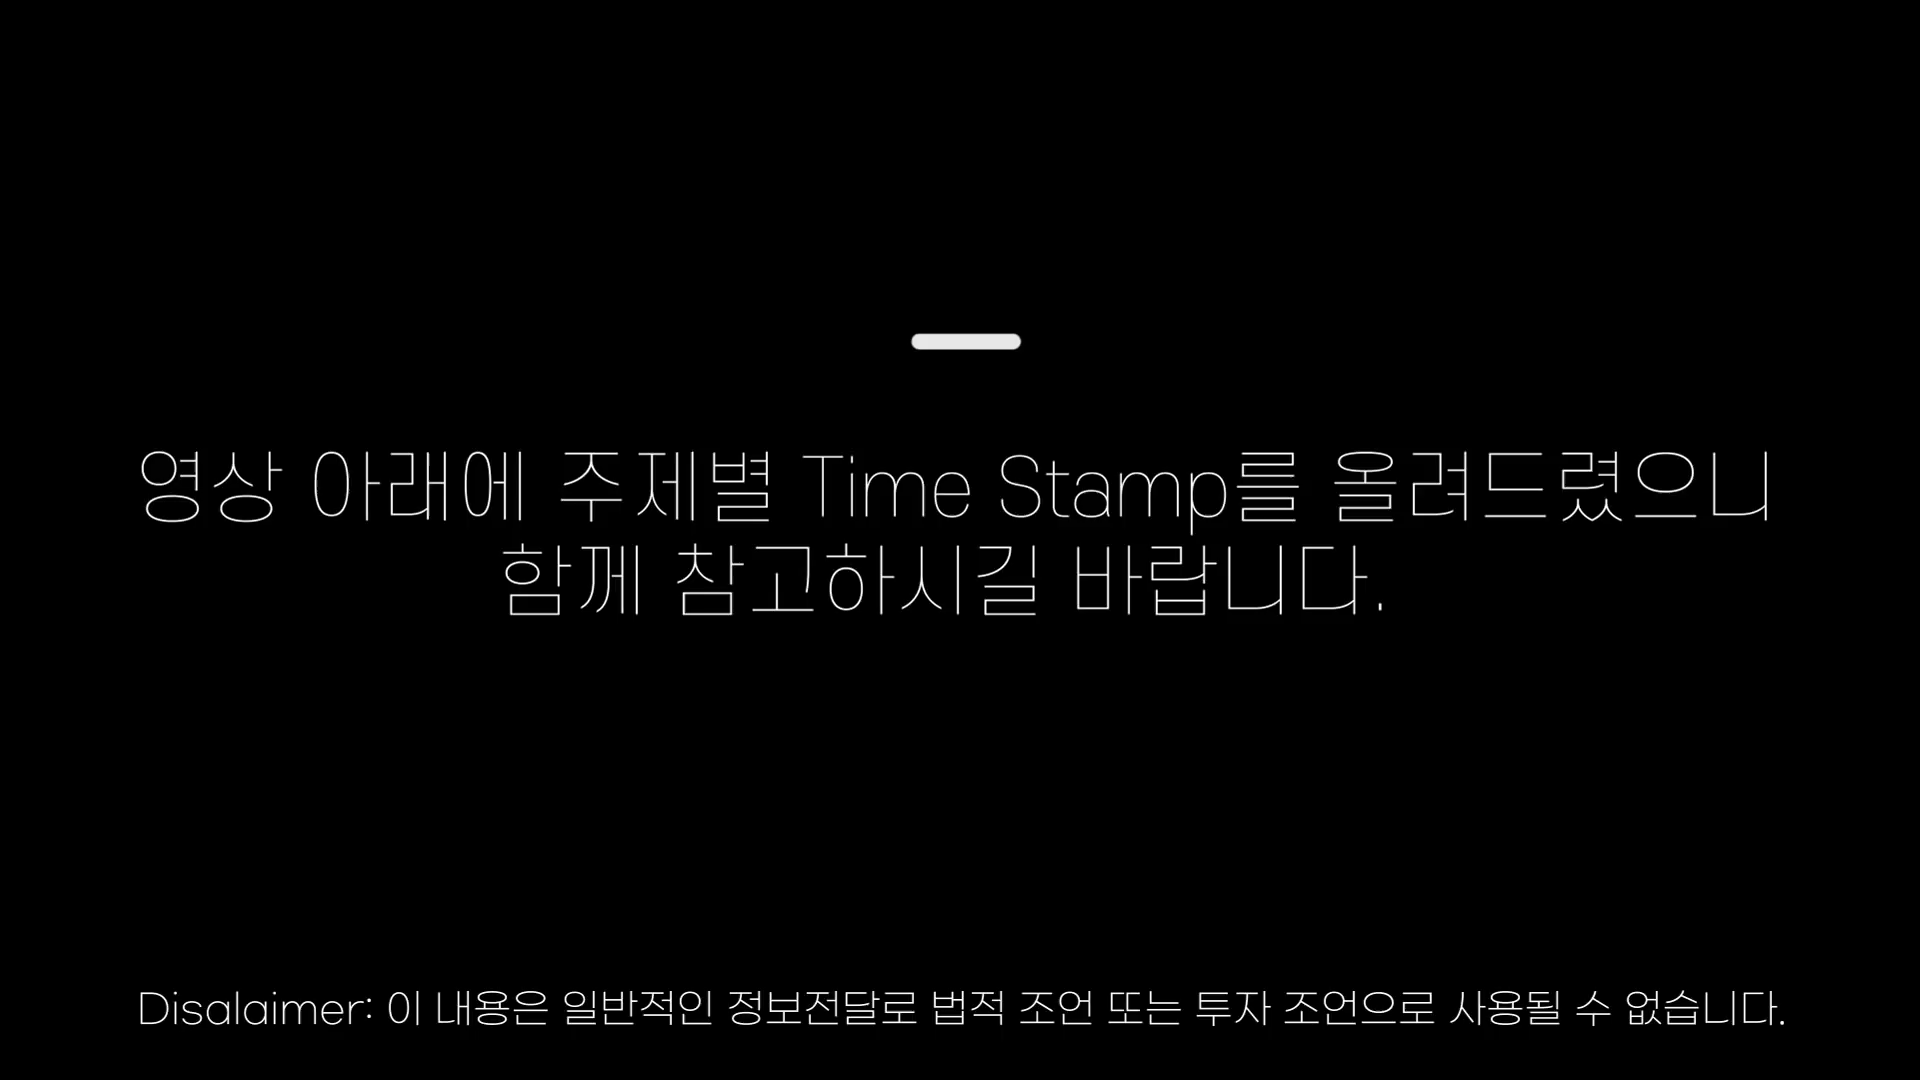 영상 아래에 주제별 Time Stamp를 올려드렸으니
함께 참고하시길 바랍니다.
Disalaimer: 이 내용은 일반적인 정보전달로 법적 조언 또는 투자 조언으로 사용될 수 없습니다.